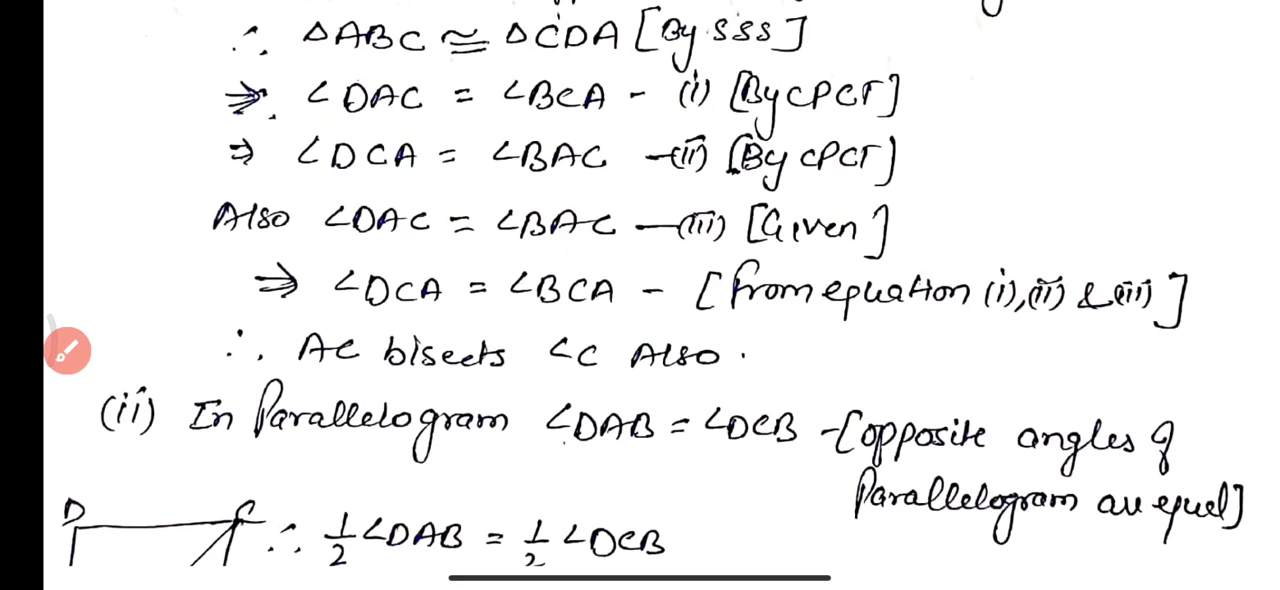 ∴ △ABC ≅ △CDA [By SSS]
⇒ ∠DAC = ∠BCA - (i) [By CPCT]
⇒ ∠DCA = ∠BAC - (ii) [By CPCT]
Also ∠DAC = ∠BAC - (iii) [Given]
⇒ ∠DCA = ∠BCA - [from equation (i), (ii) & (iii)]
∴ AC bisects ∠C Also.
(ii) In Parallelogram ∠DAB = ∠DCB - [opposite angles of
Parallelogram are equal]
D C ∴ 1/2 ∠DAB = 1/2 ∠DCB